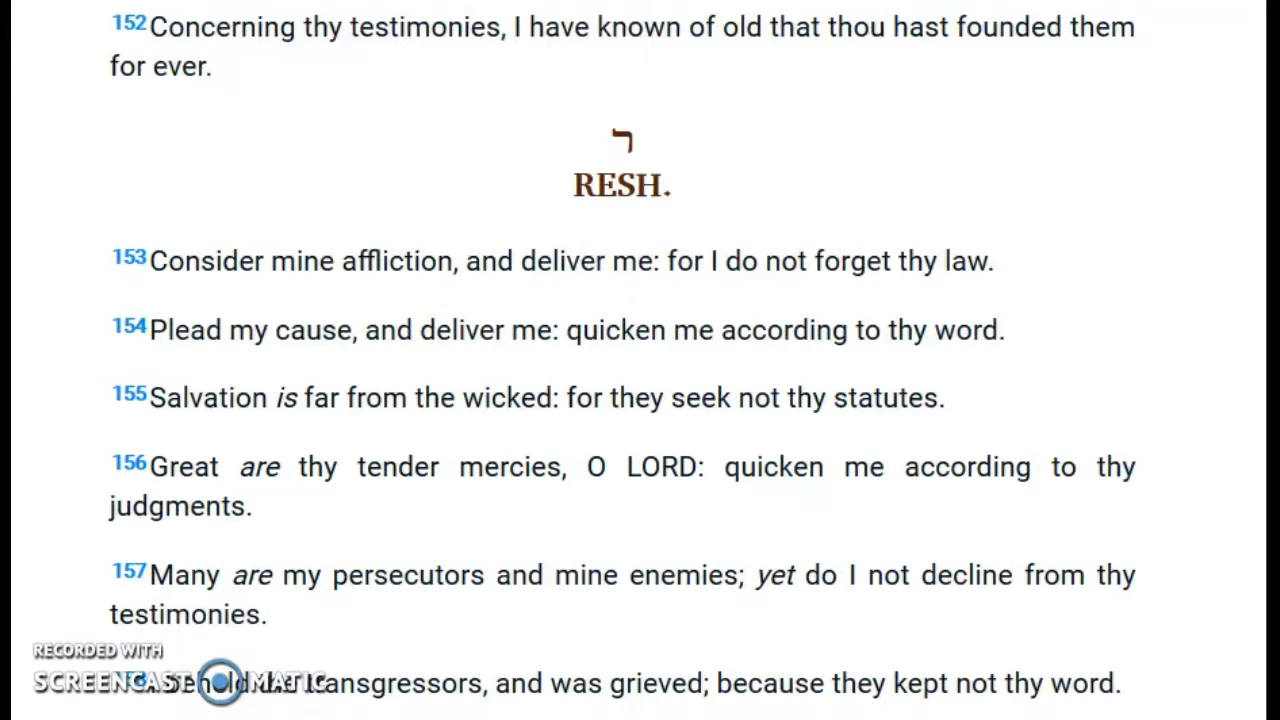 152Concerning thy testimonies, I have known of old that thou hast founded them
for ever.
ר
RESH.
153Consider mine affliction, and deliver me: for I do not forget thy law.
154Plead my cause, and deliver me: quicken me according to thy word.
155Salvation is far from the wicked: for they seek not thy statutes.
156Great are thy tender mercies, O LORD: quicken me according to thy
judgments.
157Many are my persecutors and mine enemies; yet do I not decline from thy
testimonies.
RECORDED WITH
SCREENCAST MATIC
transgressors, and was grieved; because they kept not thy word.